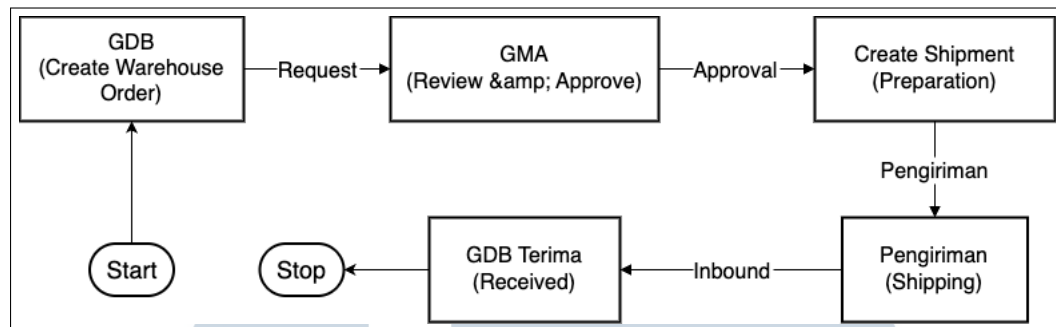 GDB
(Create Warehouse
Order)
Request
GMA
(Review &amp; Approve)
Approval
Create Shipment
(Preparation)
Pengiriman
Pengiriman
(Shipping)
Inbound
GDB Terima
(Received)
Stop
Start